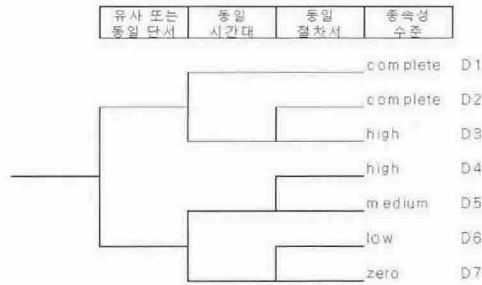 유사 또는 동일 동일 종속성
동일 단서 시간대 절차서 수준
complete D1
complete D2
high D3
high D4
medium D5
low D6
zero D7